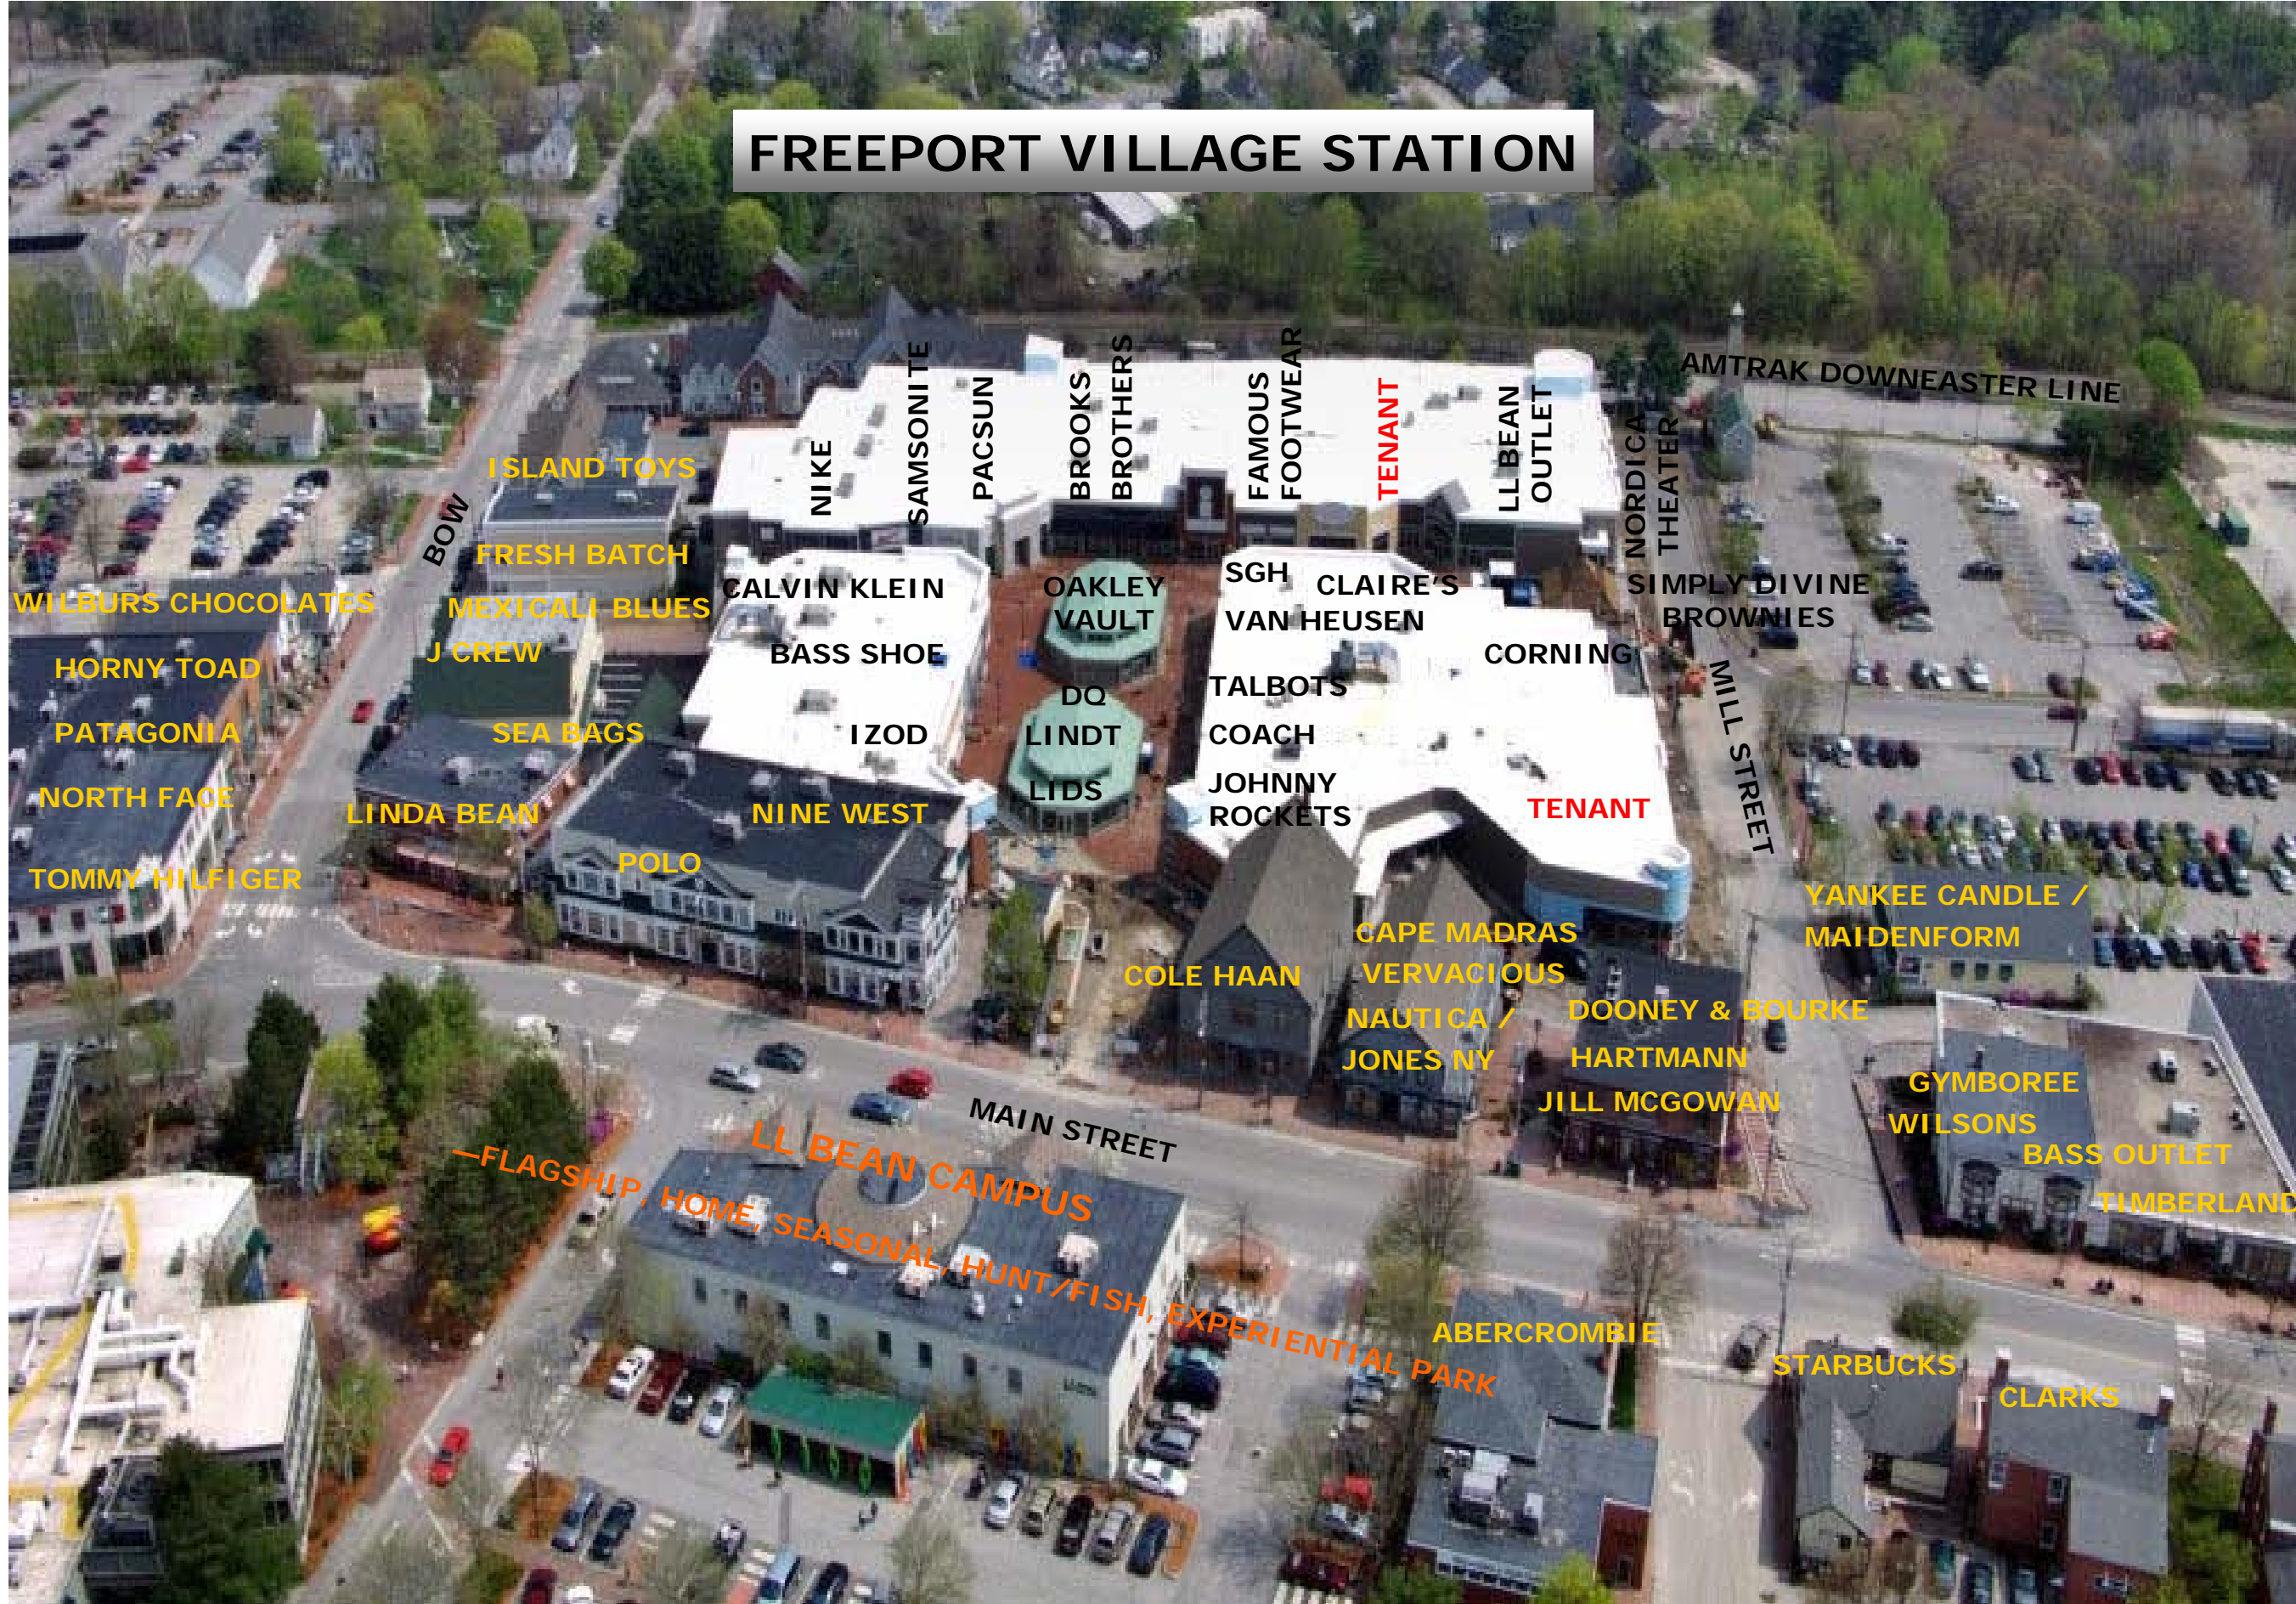 FREEPORT VILLAGE STATION
AMTRAK DOWNEASTER LINE
NIKE
SAMSONITE
PACSUN
BROOKS
BROTHERS
FAMOUS
FOOTWEAR
TENANT
LL BEAN
OUTLET
NORDICA
THEATER
ISLAND TOYS
BOW
FRESH BATCH
WILBURS CHOCOLATES
MEXICALI BLUES
HORNY TOAD
J CREW
PATAGONIA
SEA BAGS
NORTH FACE
LINDA BEAN
TOMMY HILFIGER
POLO
NINE WEST
CALVIN KLEIN
BASS SHOE
IZOD
OAKLEY
VAULT
DQ
LINDT
LIDS
SGH
CLAIRE'S
VAN HEUSEN
TALBOTS
COACH
JOHNNY
ROCKETS
CORNING
TENANT
SIMPLY DIVINE
BROWNIES
MILL STREET
YANKEE CANDLE /
MAIDENFORM
COLE HAAN
CAPE MADRAS
VERVACIOUS
NAUTICA /
JONES NY
DOONEY & BOURKE
HARTMANN
JILL MCGOWAN
GYMBOREE
WILSONS
BASS OUTLET
TIMBERLAND
MAIN STREET
LL BEAN CAMPUS
—FLAGSHIP, HOME, SEASONAL, HUNT/FISH, EXPERIENTIAL PARK
ABERCROMBIE
STARBUCKS
CLARKS